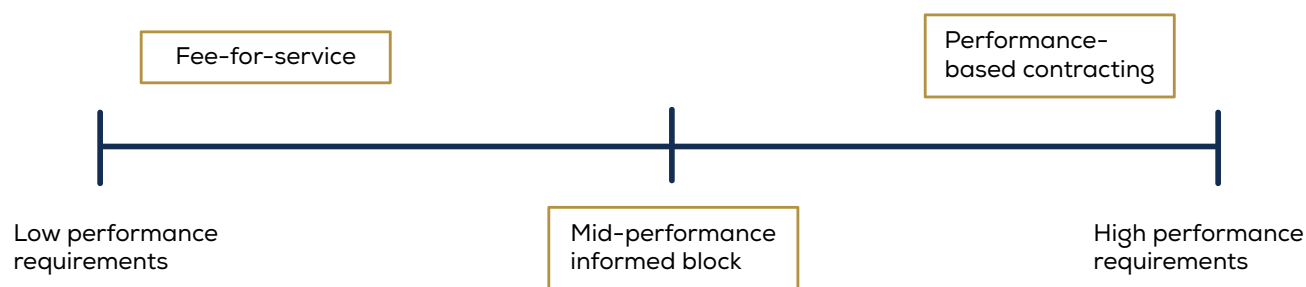 Fee-for-service
Performance-
based contracting
Low performance
requirements
Mid-performance
informed block
High performance
requirements